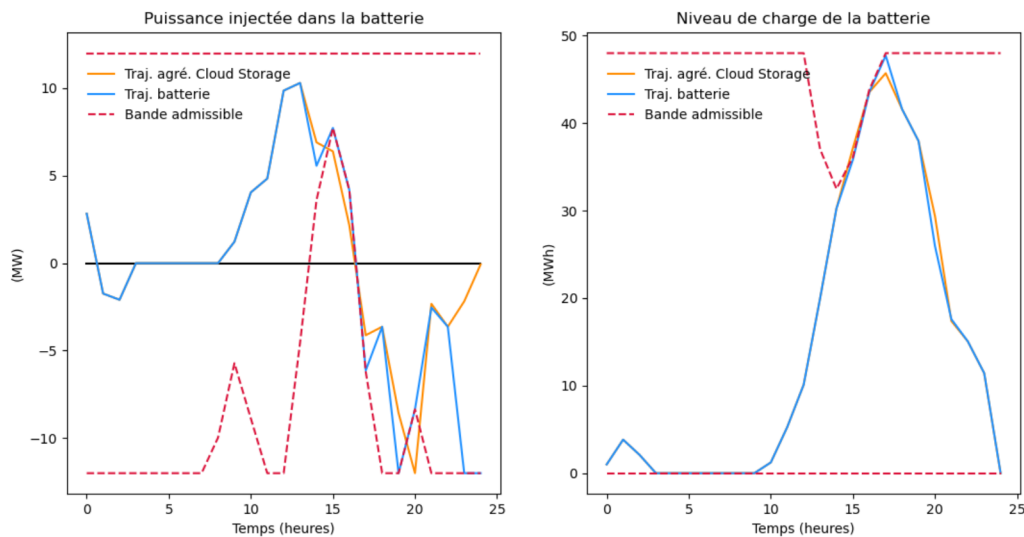 Puissance injectée dans la batterie
Traj. agré. Cloud Storage
Traj. batterie
Bande admissible
10
5
0
−5
−10
(MW)
0
5
10
15
20
25
Temps (heures)
Niveau de charge de la batterie
Traj. agré. Cloud Storage
Traj. batterie
Bande admissible
50
40
30
20
10
0
(MWh)
0
5
10
15
20
25
Temps (heures)